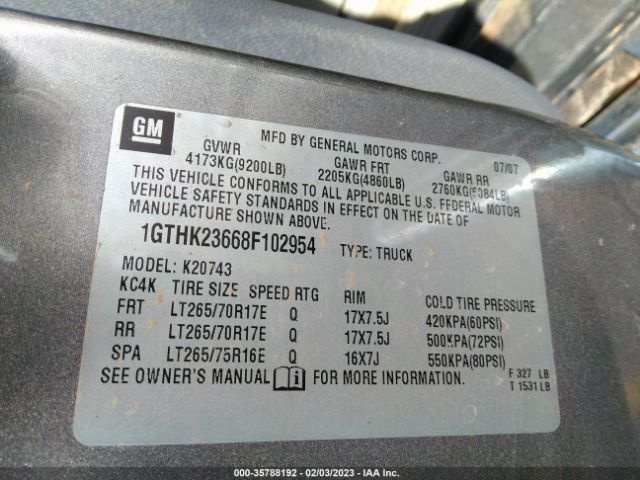 GM
MFD BY GENERAL MOTORS CORP. 07/07
GVWR GAWR FRT GAWR RR
4173KG(9200LB) 2205KG(4860LB) 2760KG(6084LB)
THIS VEHICLE CONFORMS TO ALL APPLICABLE U.S. FEDERAL MOTOR
VEHICLE SAFETY STANDARDS IN EFFECT ON THE DATE OF
MANUFACTURE SHOWN ABOVE.
1GTHK23668F102954 TYPE: TRUCK
MODEL: K20743
KC4K TIRE SIZE SPEED RTG RIM COLD TIRE PRESSURE
FRT LT265/70R17E Q 17X7.5J 420KPA(60PSI)
RR LT265/70R17E Q 17X7.5J 500KPA(72PSI)
SPA LT265/75R16E Q 16X7J 550KPA(80PSI)
SEE OWNER'S MANUAL i FOR MORE INFORMATION. F 327 LB
T 1531 LB
000-35788192 - 02/03/2023 - IAA Inc.